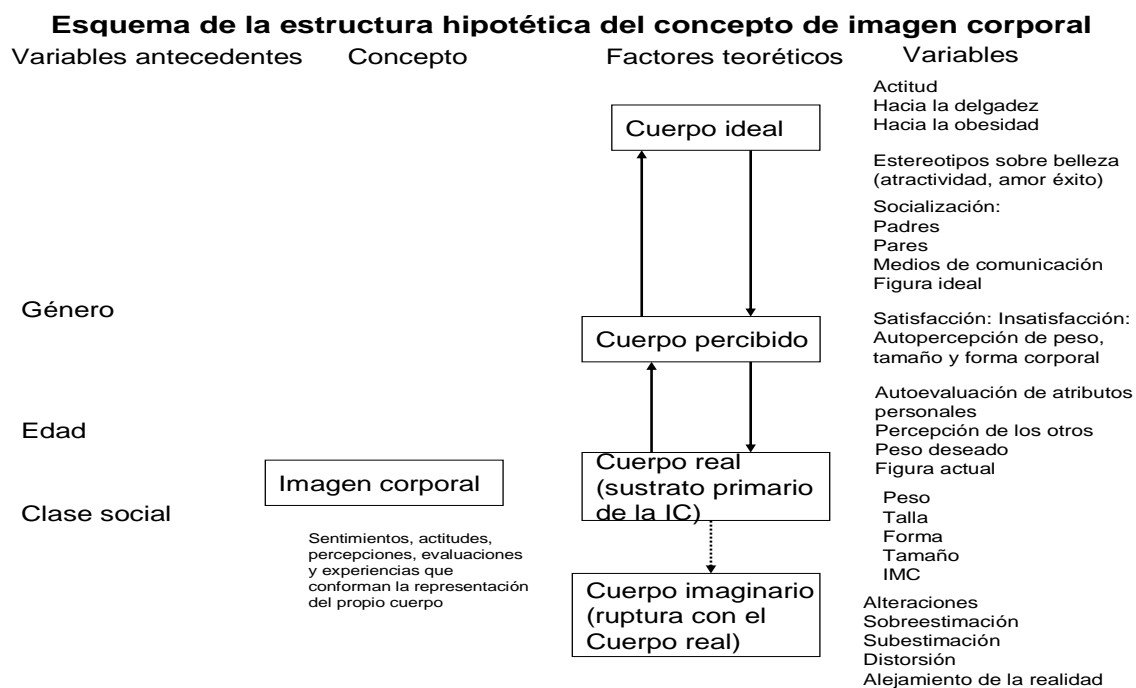 Esquema de la estructura hipotética del concepto de imagen corporal
Variables antecedentes
Concepto
Factores teoréticos
Variables
Género
Edad
Clase social
Imagen corporal
Sentimientos, actitudes,
percepciones, evaluaciones
y experiencias que
conforman la representación
del propio cuerpo
Cuerpo ideal
Cuerpo percibido
Cuerpo real
(sustrato primario
de la IC)
Cuerpo imaginario
(ruptura con el
Cuerpo real)
Actitud
Hacia la delgadez
Hacia la obesidad
Estereotipos sobre belleza
(atractividad, amor éxito)
Socialización:
Padres
Pares
Medios de comunicación
Figura ideal
Satisfacción: Insatisfacción:
Autopercepción de peso,
tamaño y forma corporal
Autoevaluación de atributos
personales
Percepción de los otros
Peso deseado
Figura actual
Peso
Talla
Forma
Tamaño
IMC
Alteraciones
Sobreestimación
Subestimación
Distorsión
Alejamiento de la realidad